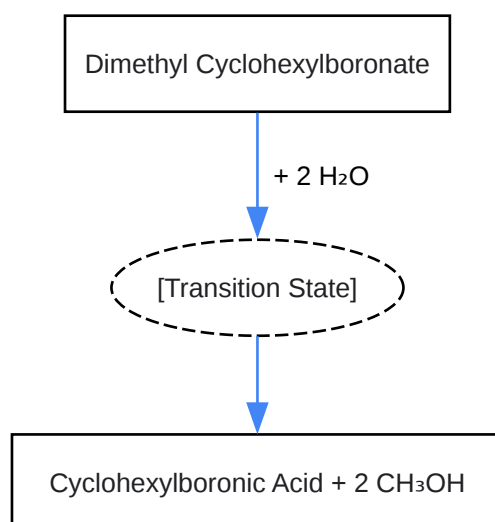 Dimethyl Cyclohexylboronate
+ 2 H₂O
[Transition State]
Cyclohexylboronic Acid + 2 CH₃OH